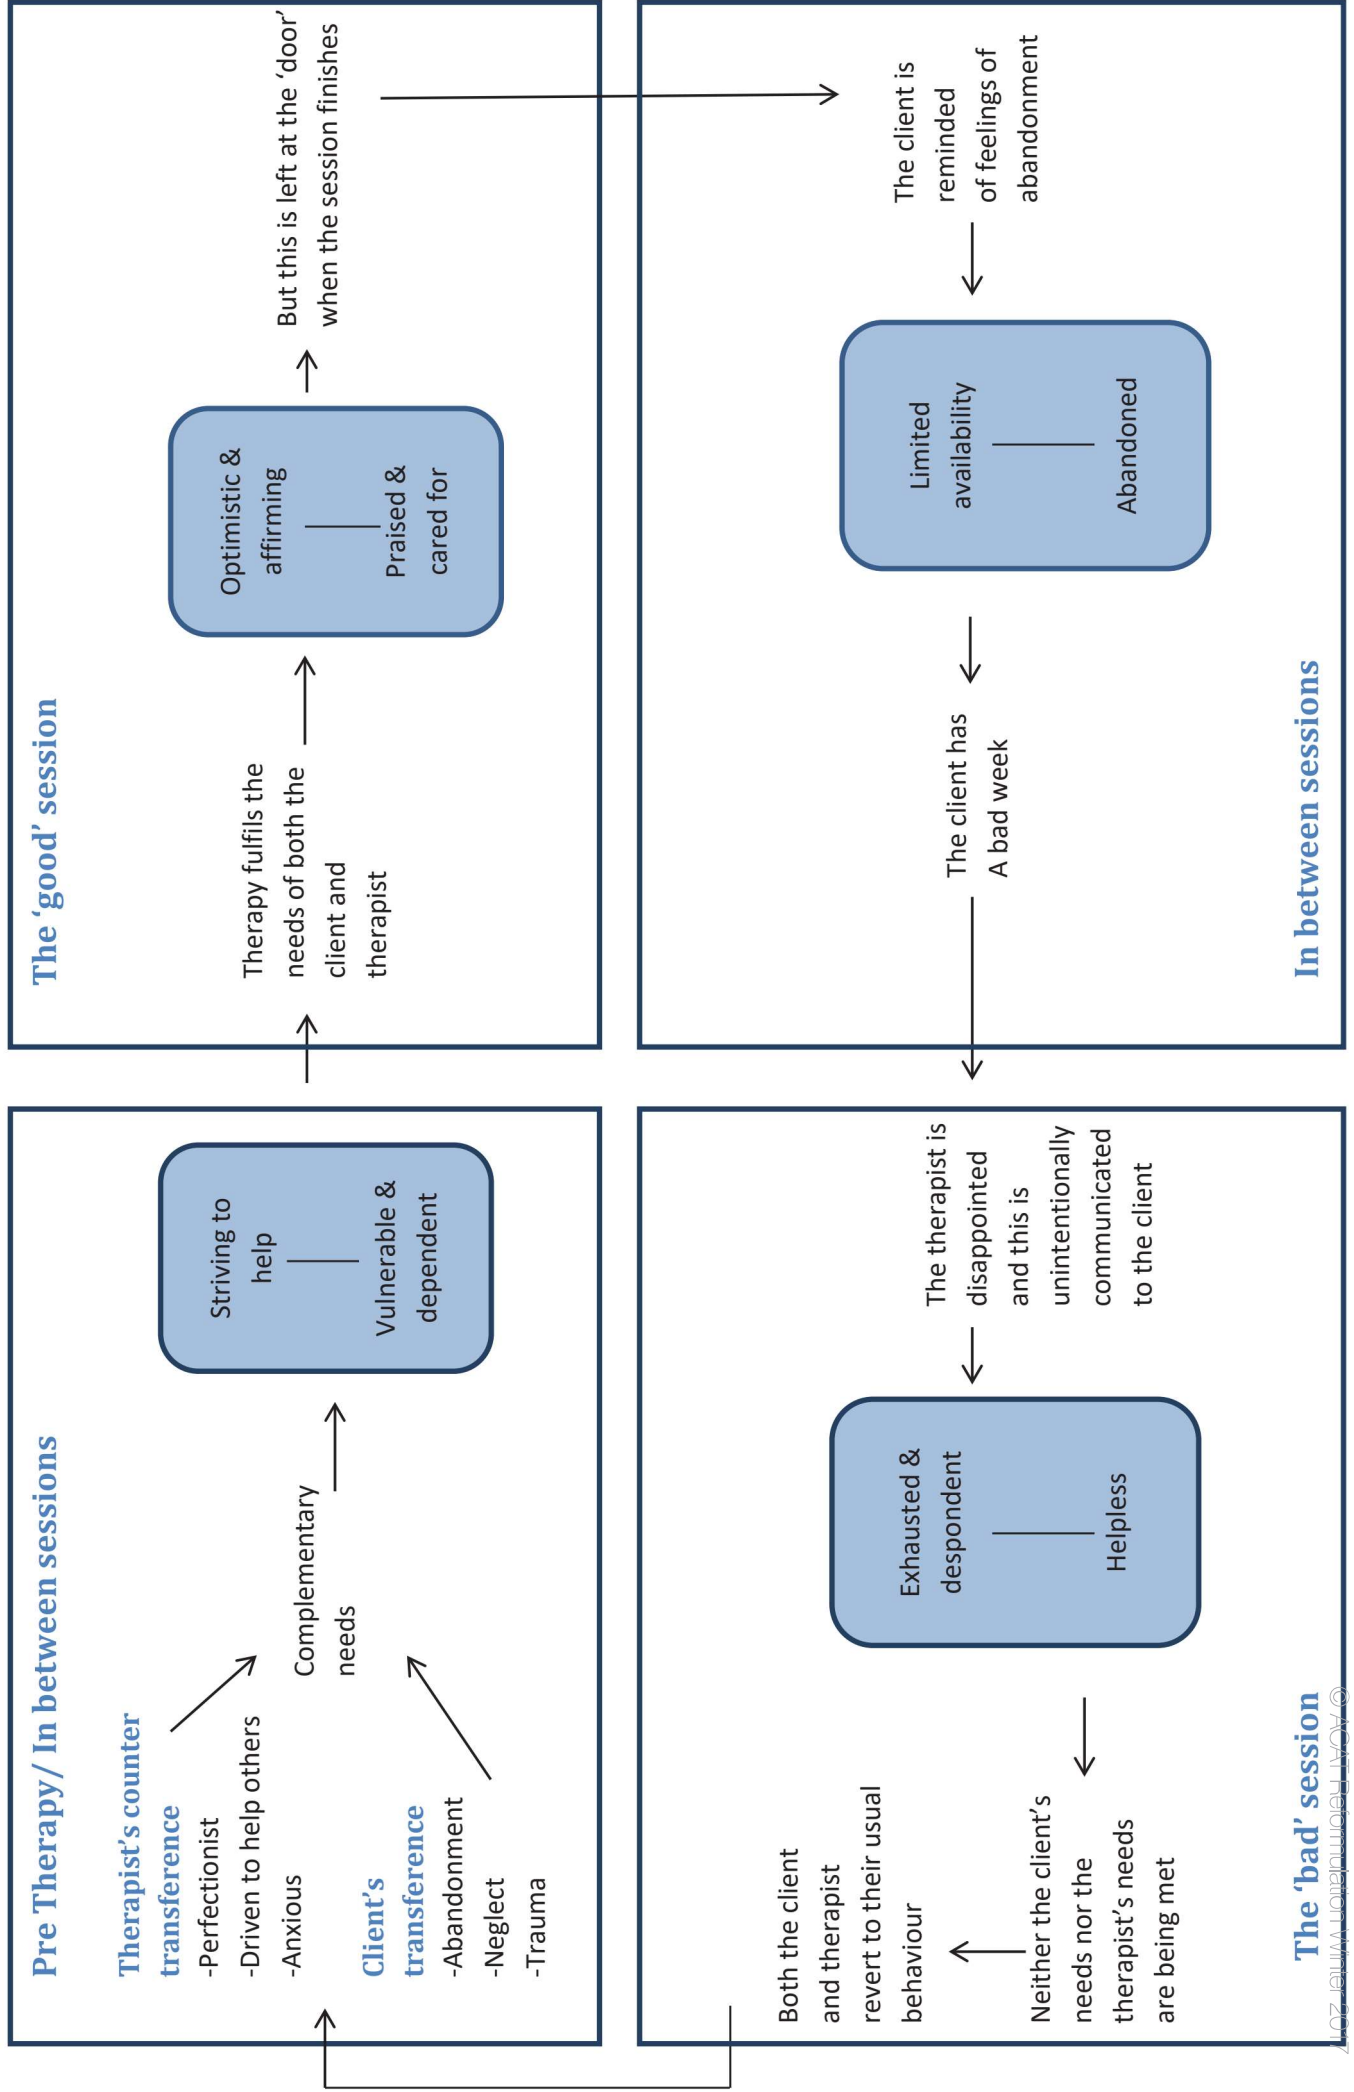 Pre Therapy/ In between sessions
Therapist's counter
transference
-Perfectionist
-Driven to help others
-Anxious
Client's
transference
-Abandonment
-Neglect
-Trauma
Complementary
needs
Striving to
help
Vulnerable &
dependent
The ‘good’ session
Therapy fulfils the
needs of both the
client and
therapist
Optimistic &
affirming
Praised &
cared for
But this is left at the ‘door’
when the session finishes
The client is
reminded
of feelings of
abandonment
Limited
availability
Abandoned
The client has
A bad week
In between sessions
The therapist is
disappointed
and this is
unintentionally
communicated
to the client
Exhausted &
despondent
Helpless
Neither the client's
needs nor the
therapist's needs
are being met
Both the client
and therapist
revert to their usual
behaviour
The ‘bad’ session
© ACAT Reformulation Winter 2017